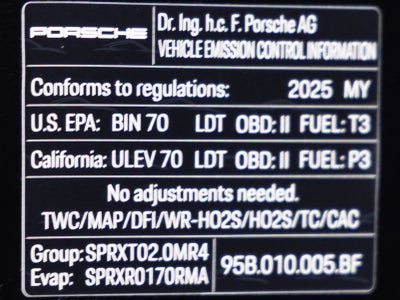 PORSCHE
Dr. Ing. h.c. F. Porsche AG
VEHICLE EMISSION CONTROL INFORMATION
Conforms to regulations: 2025 MY
U.S. EPA: BIN 70 LDT OBD: II FUEL: T3
California: ULEV 70 LDT OBD: II FUEL: P3
No adjustments needed.
TWC/MAP/DFI/WR-HO2S/HO2S/TC/CAC
Group: SPRXT02.0MR4
Evap: SPRXR0170RMA
95B.010.005.BF